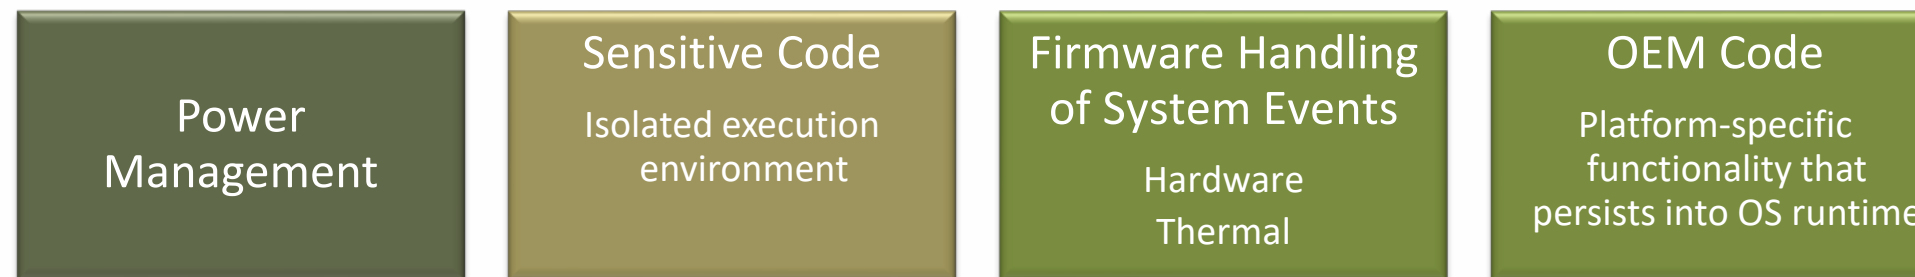 Power
Management
Sensitive Code
Isolated execution
environment
Firmware Handling
of System Events
Hardware
Thermal
OEM Code
Platform-specific
functionality that
persists into OS runtime